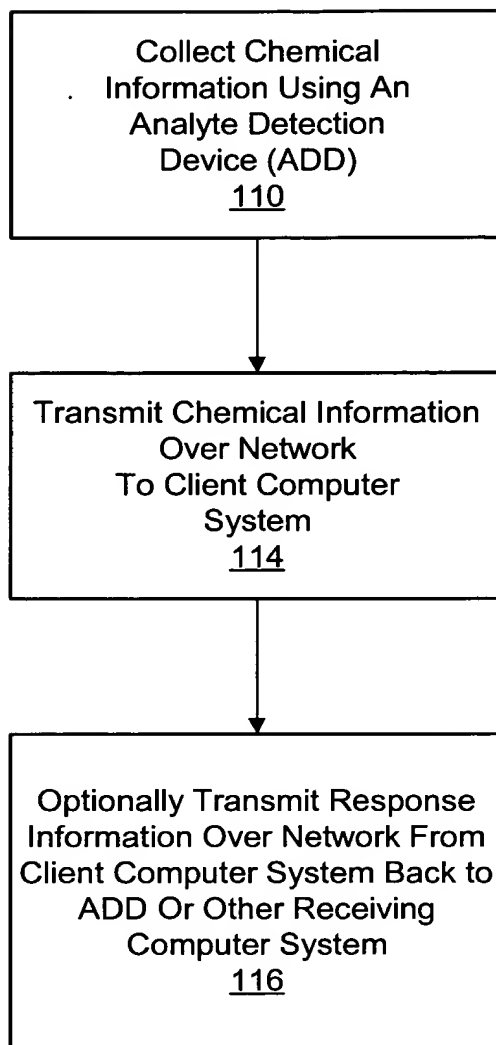 Collect Chemical
Information Using An
Analyte Detection
Device (ADD)
110
Transmit Chemical Information
Over Network
To Client Computer
System
114
Optionally Transmit Response
Information Over Network From
Client Computer System Back to
ADD Or Other Receiving
Computer System
116